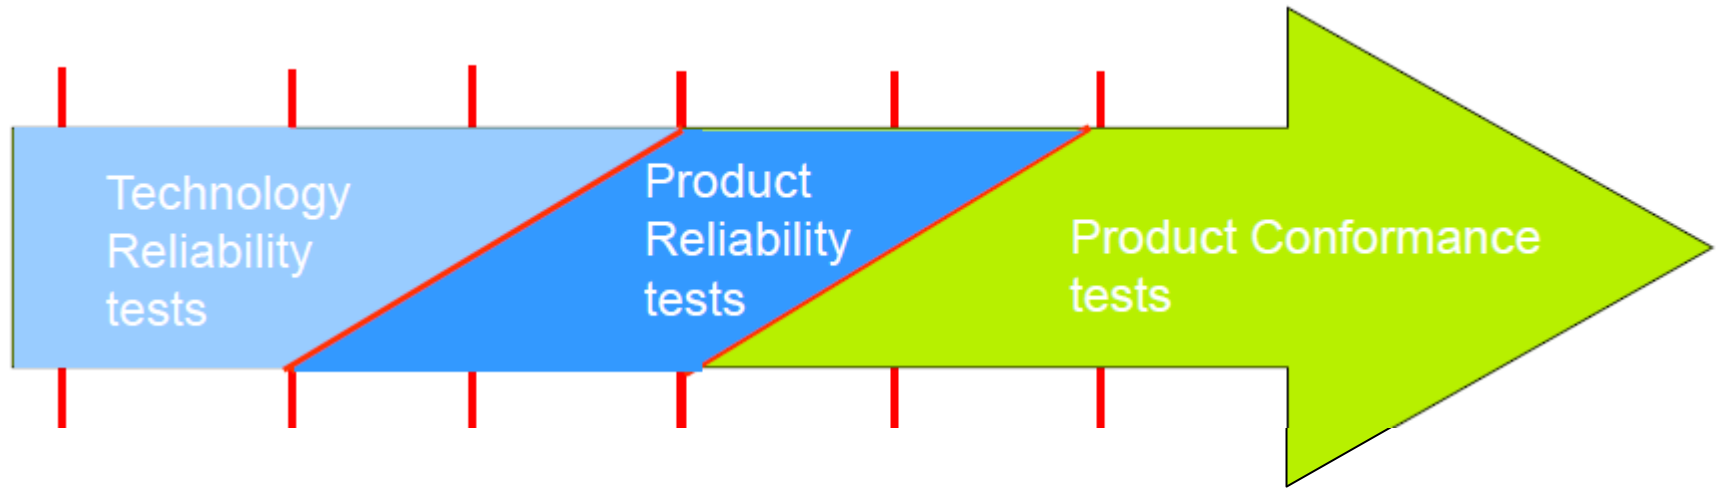 Technology
Reliability
tests
Product
Reliability
tests
Product Conformance
tests